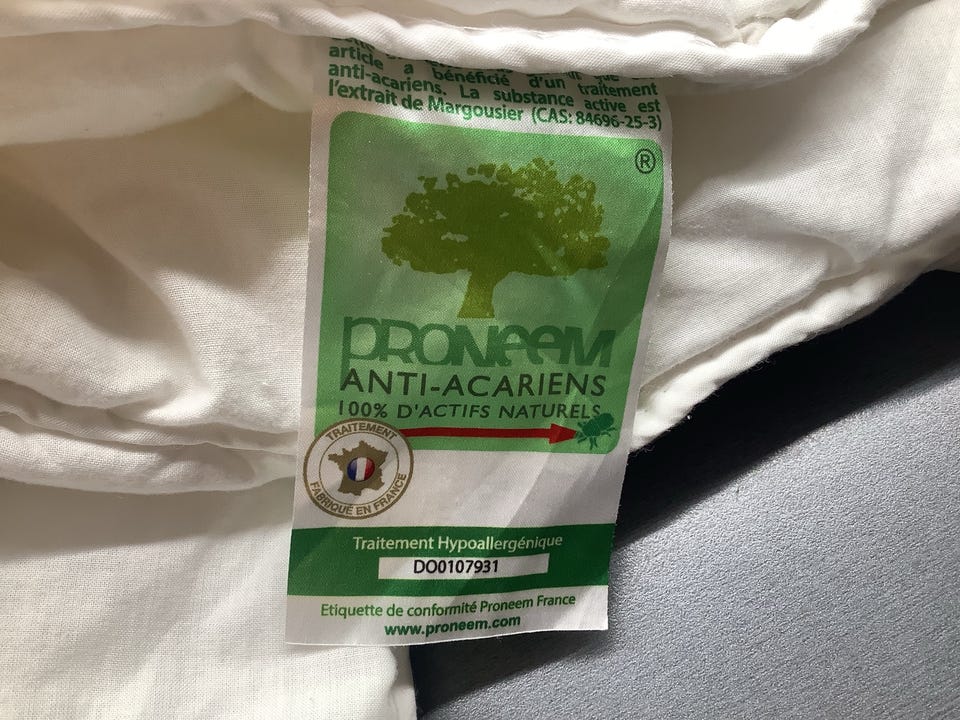 article a bénéficié d'un traitement
anti-acariens. La substance active est
l'extrait de Margousier (CAS: 84696-25-3)
®
PRONEEM
ANTI-ACARIENS
100% D'ACTIFS NATURELS
TRAITEMENT
FABRIQUÉ EN FRANCE
Traitement Hypoallergénique
DO0107931
Etiquette de conformité Proneem France
www.proneem.com